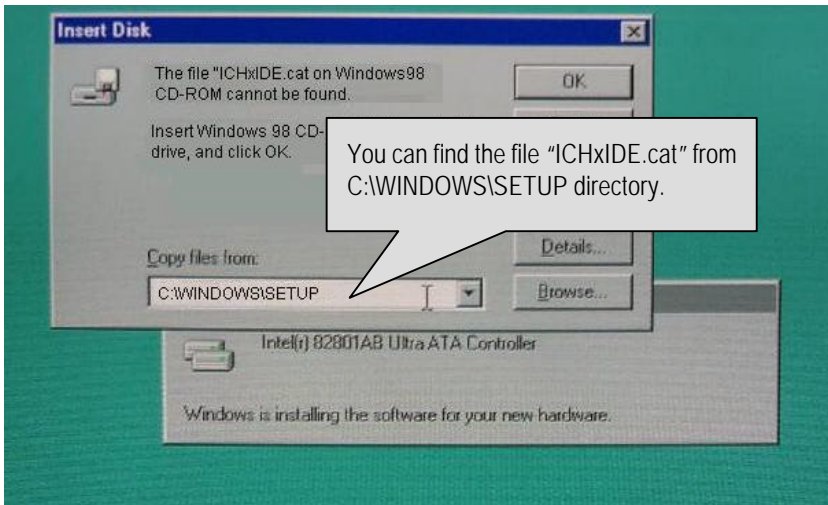 Insert Disk
The file "ICHxIDE.cat on Windows98
CD-ROM cannot be found.
OK
Insert Windows 98 CD-
drive, and click OK.
You can find the file “ICHxIDE.cat” from
C:\WINDOWS\SETUP directory.
Details...
Copy files from:
C:\WINDOWS\SETUP
Browse...
Intel(r) 82801AB Ultra ATA Controller
Windows is installing the software for your new hardware.